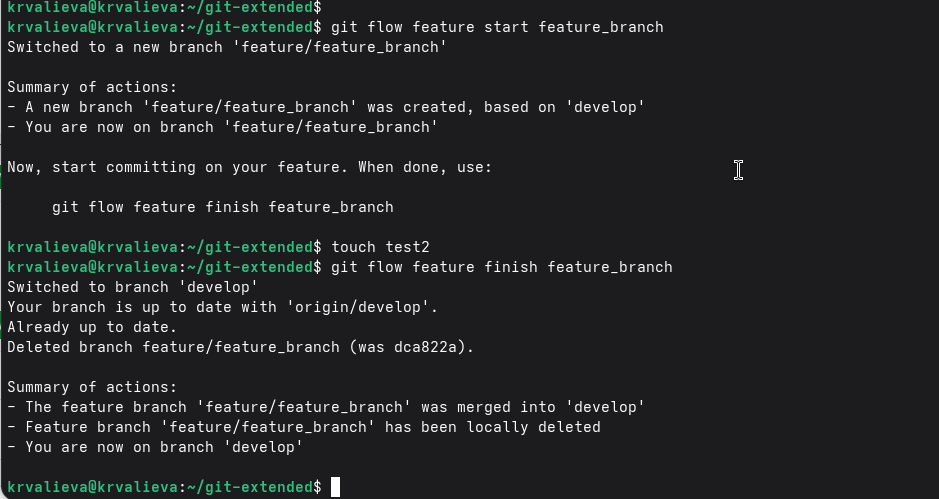 krvalieva@krvalieva:~/git-extended$
krvalieva@krvalieva:~/git-extended$ git flow feature start feature_branch
Switched to a new branch 'feature/feature_branch'
Summary of actions:
- A new branch 'feature/feature_branch' was created, based on 'develop'
- You are now on branch 'feature/feature_branch'
Now, start committing on your feature. When done, use:
git flow feature finish feature_branch
krvalieva@krvalieva:~/git-extended$ touch test2
krvalieva@krvalieva:~/git-extended$ git flow feature finish feature_branch
Switched to branch 'develop'
Your branch is up to date with 'origin/develop'.
Already up to date.
Deleted branch feature/feature_branch (was dca822a).
Summary of actions:
- The feature branch 'feature/feature_branch' was merged into 'develop'
- Feature branch 'feature/feature_branch' has been locally deleted
- You are now on branch 'develop'
krvalieva@krvalieva:~/git-extended$